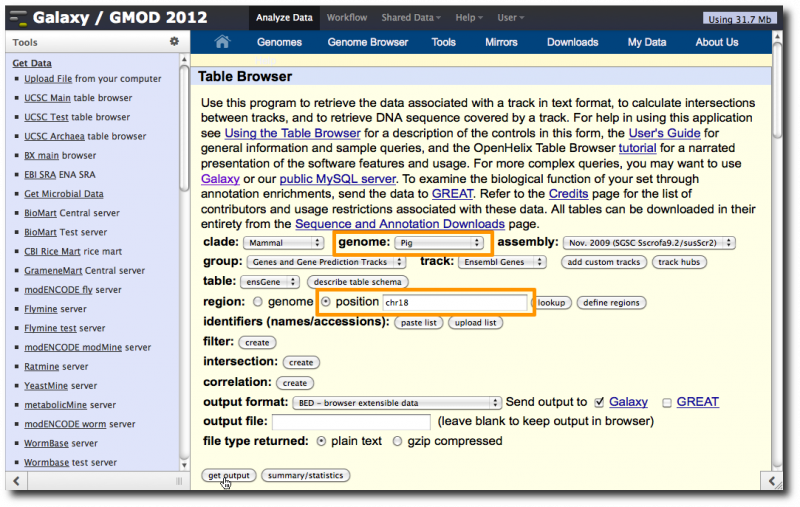 Galaxy / GMOD 2012
Analyze Data Workflow Shared Data Help User
Using 31.7 Mb
Tools
Genomes Genome Browser Tools Mirrors Downloads My Data About Us
Get Data
Upload File from your computer
UCSC Main table browser
UCSC Test table browser
UCSC Archaea table browser
BX main browser
EBI SRA ENA SRA
Get Microbial Data
BioMart Central server
BioMart Test server
CBI Rice Mart rice mart
GrameneMart Central server
modENCODE fly server
Flymine server
Flymine test server
modENCODE modMine server
Ratmine server
YeastMine server
metabolicMine server
modENCODE worm server
WormBase server
Wormbase test server
Table Browser
Use this program to retrieve the data associated with a track in text format, to calculate intersections
between tracks, and to retrieve DNA sequence covered by a track. For help in using this application
see Using the Table Browser for a description of the controls in this form, the User's Guide for
general information and sample queries, and the OpenHelix Table Browser tutorial for a narrated
presentation of the software features and usage. For more complex queries, you may want to use
Galaxy or our public MySQL server. To examine the biological function of your set through
annotation enrichments, send the data to GREAT. Refer to the Credits page for the list of
contributors and usage restrictions associated with these data. All tables can be downloaded in their
entirety from the Sequence and Annotation Downloads page.
clade: Mammal genome: Pig assembly: Nov. 2009 (SGSC Sscrofa9.2/susScr2)
group: Genes and Gene Prediction Tracks track: Ensembl Genes add custom tracks track hubs
table: ensGene describe table schema
region: genome position chr18 lookup define regions
identifiers (names/accessions): paste list upload list
filter: create
intersection: create
correlation: create
output format: BED – browser extensible data Send output to Galaxy GREAT
output file: (leave blank to keep output in browser)
file type returned: plain text gzip compressed
get output summary/statistics